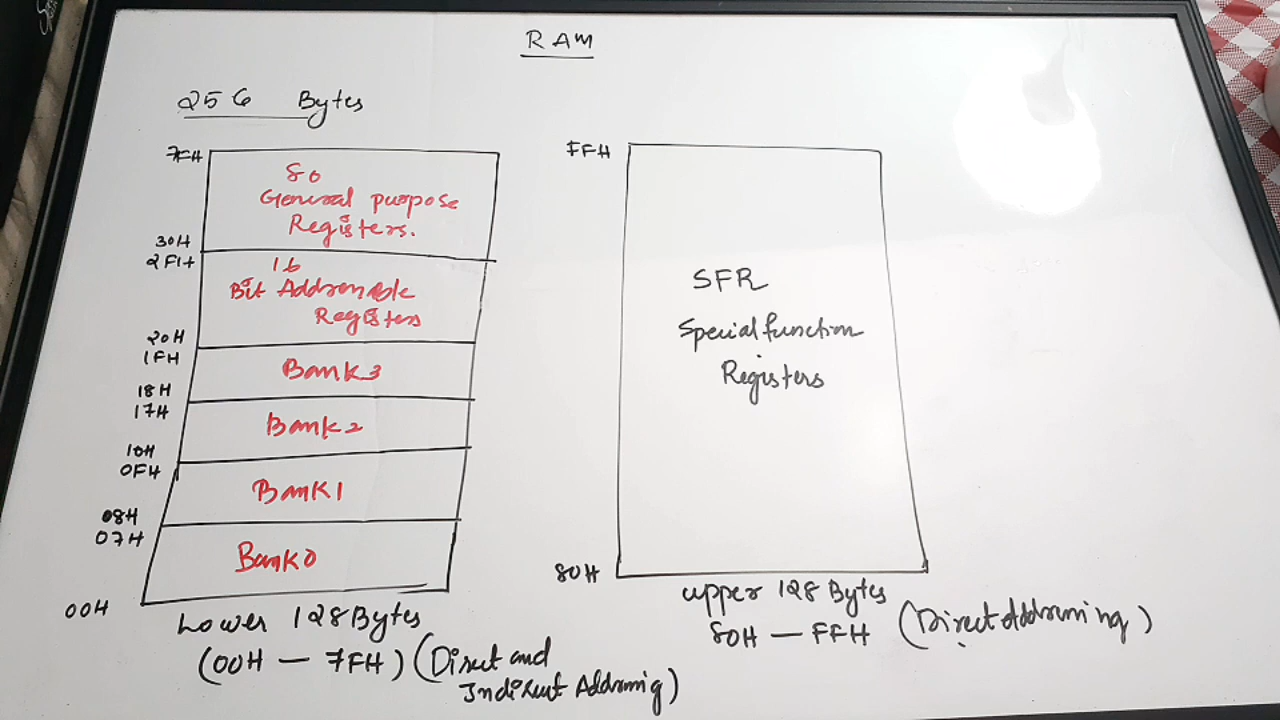 RAM
256 Bytes
7FH
80
General purpose
Registers.
30H
2FH
16
Bit Addressable
Registers
20H
1FH
Bank3
18H
17H
Bank2
10H
0FH
Bank1
08H
07H
Bank0
00H
Lower 128 Bytes
(00H — 7FH) (Direct and
Indirect Addressing)
FFH
SFR
Special function
Registers
80H
upper 128 Bytes
80H — FFH (Direct Addressing)